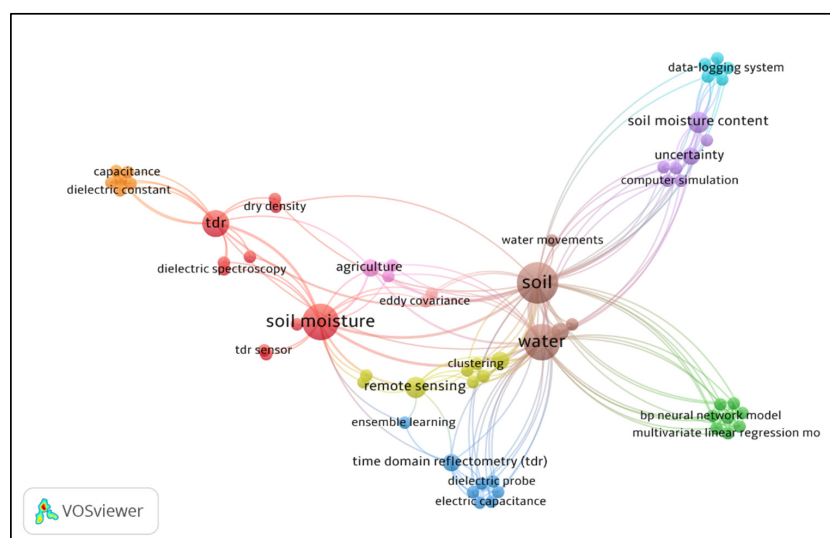 data-logging system
soil moisture content
uncertainty
computer simulation
capacitance
dielectric constant
dry density
tdr
water movements
dielectric spectroscopy
agriculture
soil
eddy covariance
soil moisture
water
tdr sensor
clustering
remote sensing
bp neural network model
ensemble learning
multivariate linear regression mo
time domain reflectometry (tdr)
dielectric probe
electric capacitance
VOSviewer